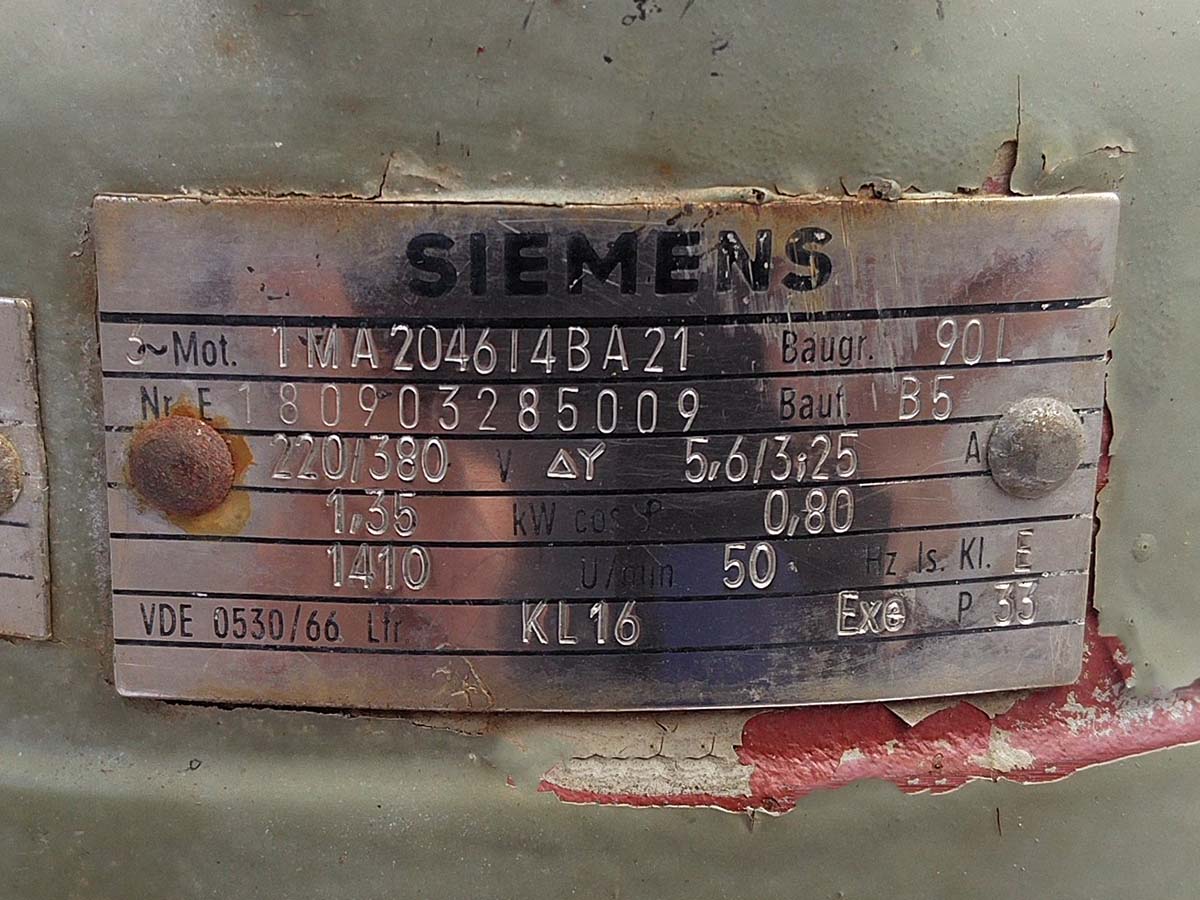 SIEMENS
3~Mot. 1MA204614BA21 Baugr. 90L
Nr. E 180903285009 Bauf. B5
220/380 V ΔY 5,6/3,25 A
1,35 kW cos φ 0,80
1410 U/min 50 Hz Is. Kl. E
VDE 0530/66 Lfr KL16 Exe P 33